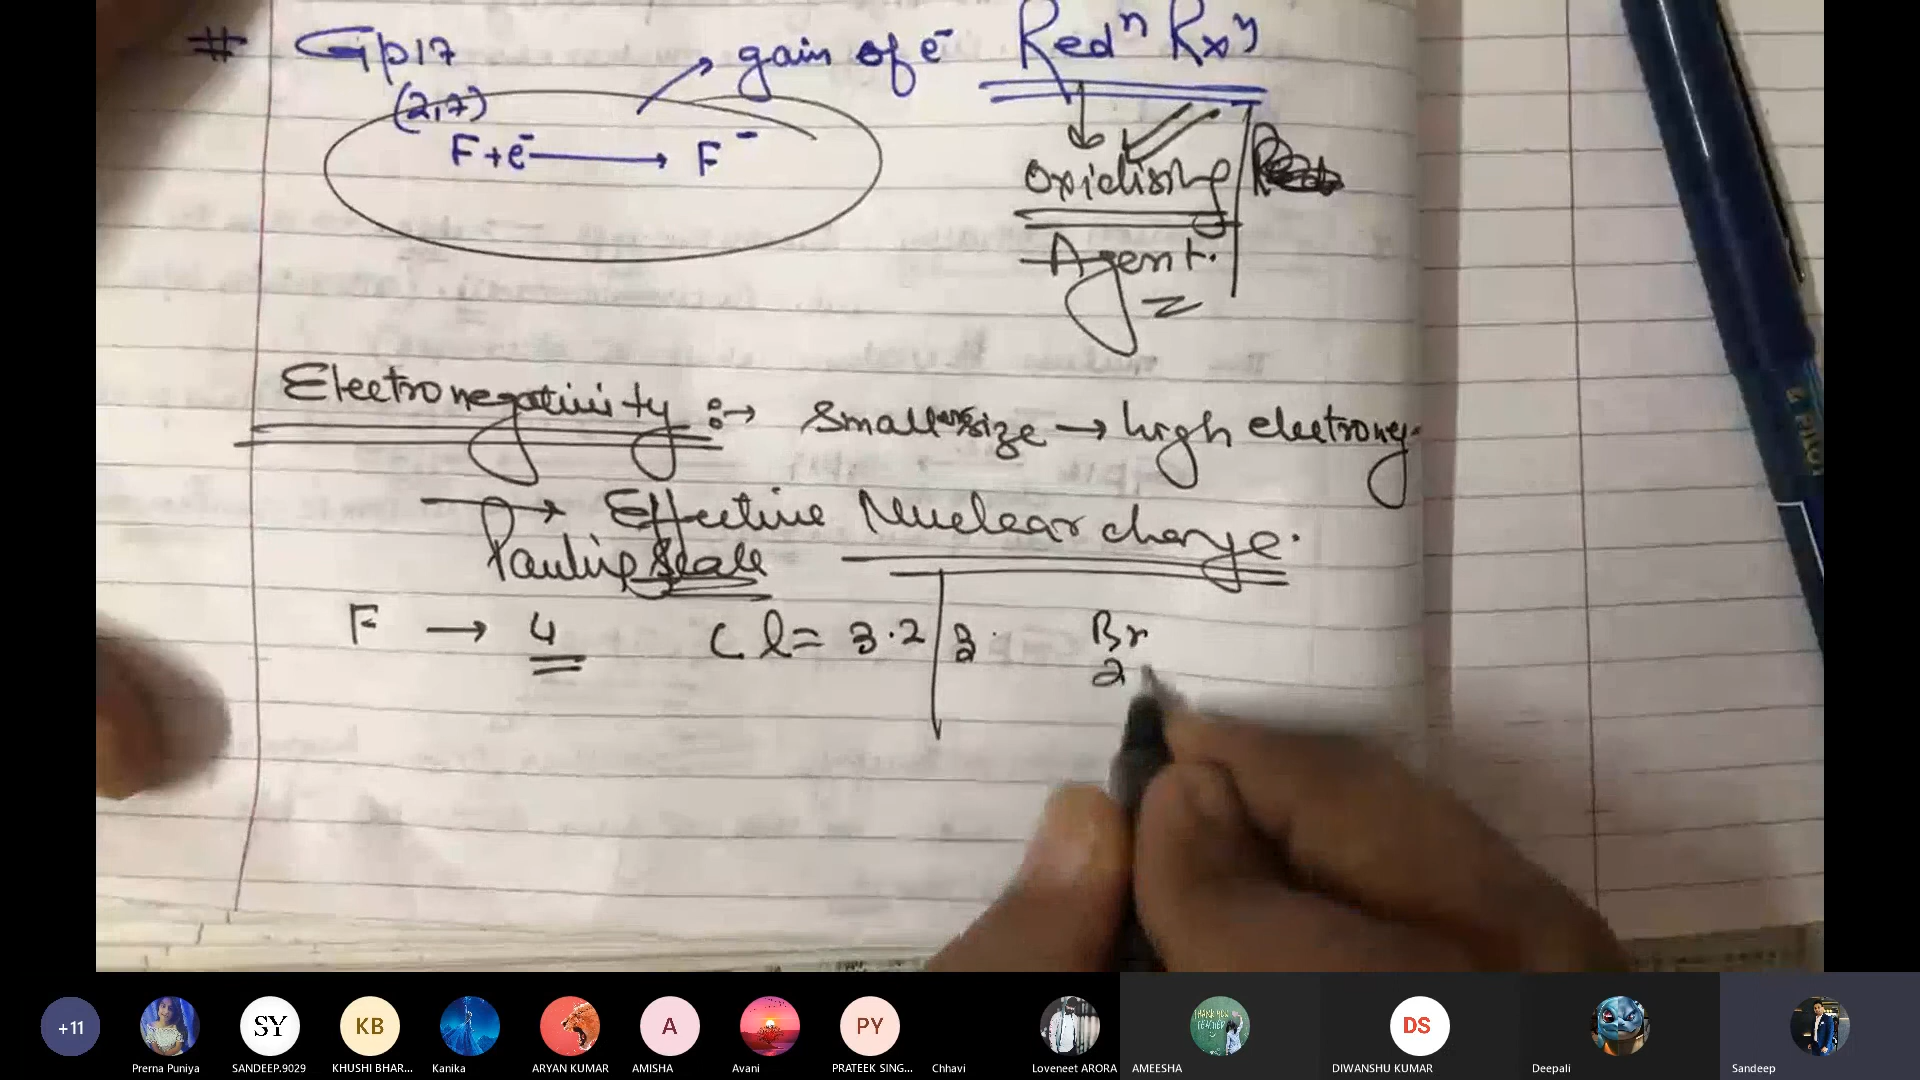 # Gp17 gain of e⁻ Redⁿ Rxⁿ
(2,7)
F+e⁻ → F⁻
Oxidising
Agent.
Electronegativity :→ Smaller size → high electroneg.
→ Effective Nuclear charge.
Pauling Scale
F → 4 Cl = 3.2 3. Br
2
+11
SY KB A PY DS
Prerna Puniya SANDEEP.9029 KHUSHI BHAR... Kanika ARYAN KUMAR AMISHA Avani PRATEEK SING... Chhavi Loveneet ARORA AMEESHA DIWANSHU KUMAR Deepali Sandeep